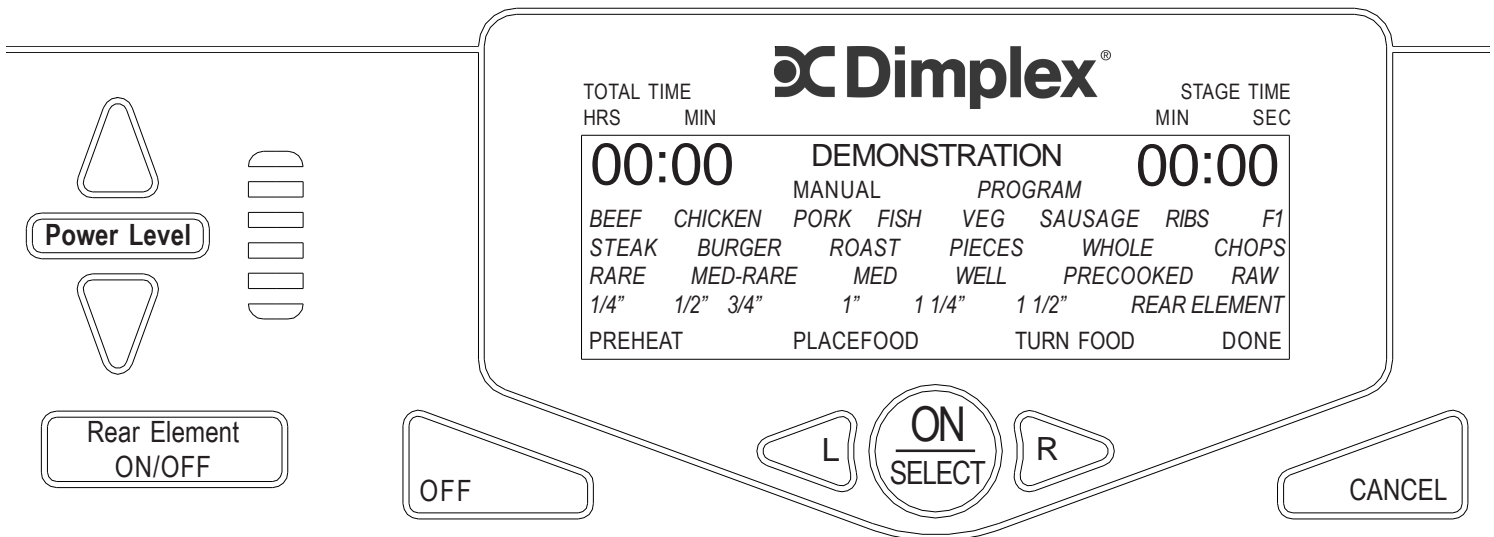 Dimplex®
TOTAL TIME STAGE TIME
HRS MIN MIN SEC
00:00 DEMONSTRATION 00:00
MANUAL PROGRAM
BEEF CHICKEN PORK FISH VEG SAUSAGE RIBS F1
STEAK BURGER ROAST PIECES WHOLE CHOPS
RARE MED-RARE MED WELL PRECOOKED RAW
1/4” 1/2” 3/4” 1” 1 1/4” 1 1/2” REAR ELEMENT
PREHEAT PLACEFOOD TURN FOOD DONE
Power Level
Rear Element
ON/OFF
OFF
L
ON
SELECT
R
CANCEL